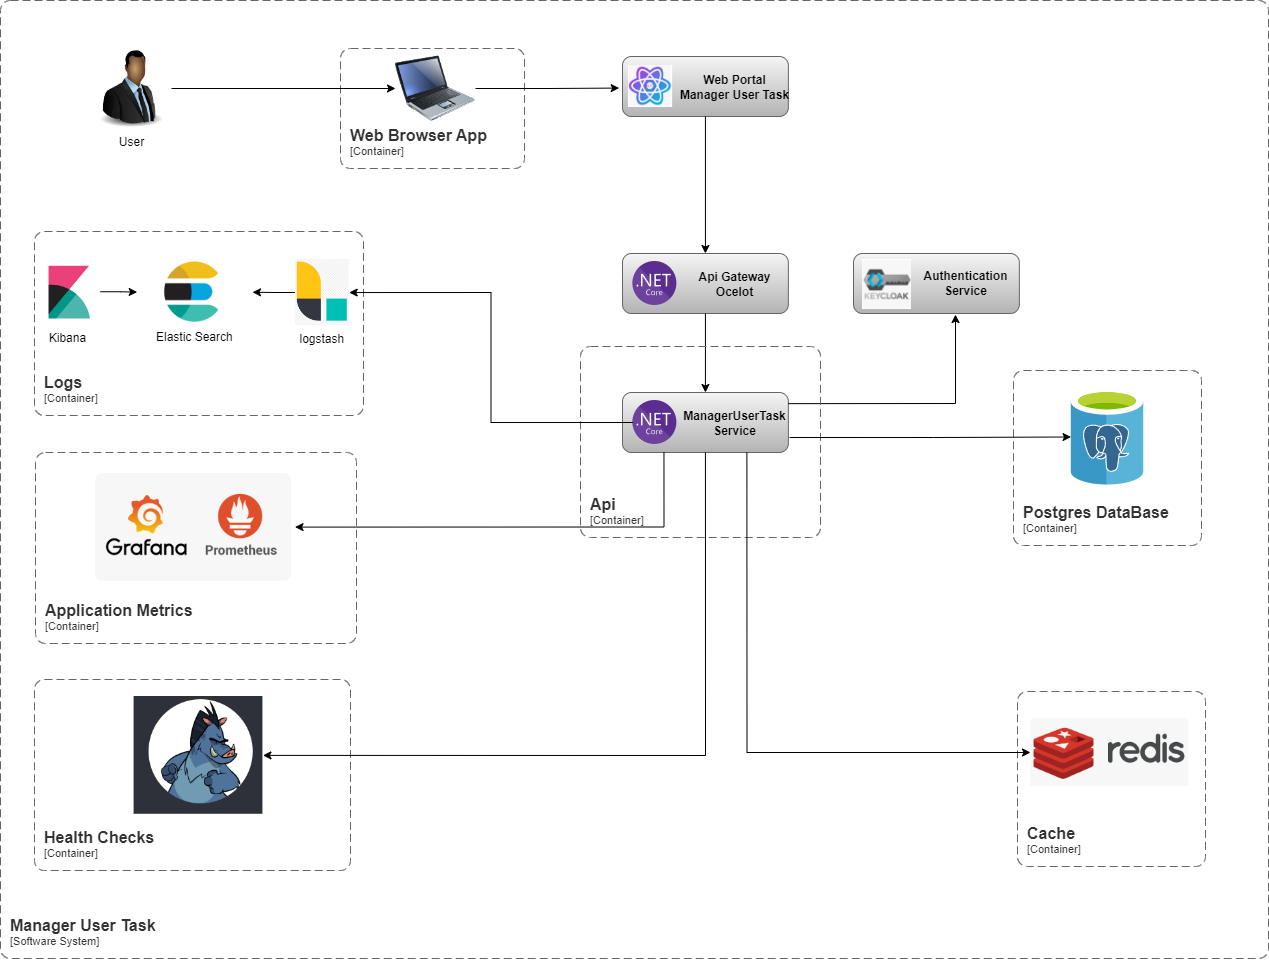 User
Web Browser App
[Container]
Web Portal
Manager User Task
Kibana
Elastic Search
logstash
Logs
[Container]
.NET
Core
Api Gateway
Ocelot
KEYCLOAK
Authentication
Service
.NET
Core
ManagerUserTask
Service
Api
[Container]
Postgres DataBase
[Container]
Grafana
Prometheus
Application Metrics
[Container]
Health Checks
[Container]
redis
Cache
[Container]
Manager User Task
[Software System]